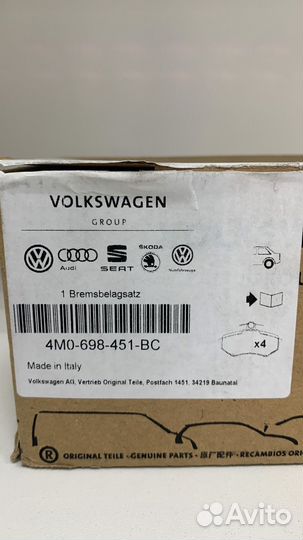 VOLKSWAGEN
GROUP
Audi
SEAT
ŠKODA
Nutzfahrzeuge
1 Bremsbelagsatz
4M0-698-451-BC
x4
Made in Italy
Volkswagen AG, Vertrieb Original Teile, Postfach 1451, 34219 Baunatal
® ORIGINAL TEILE · GENUINE PARTS · 原厂配件 · RECAMBIOS ORI
Avito